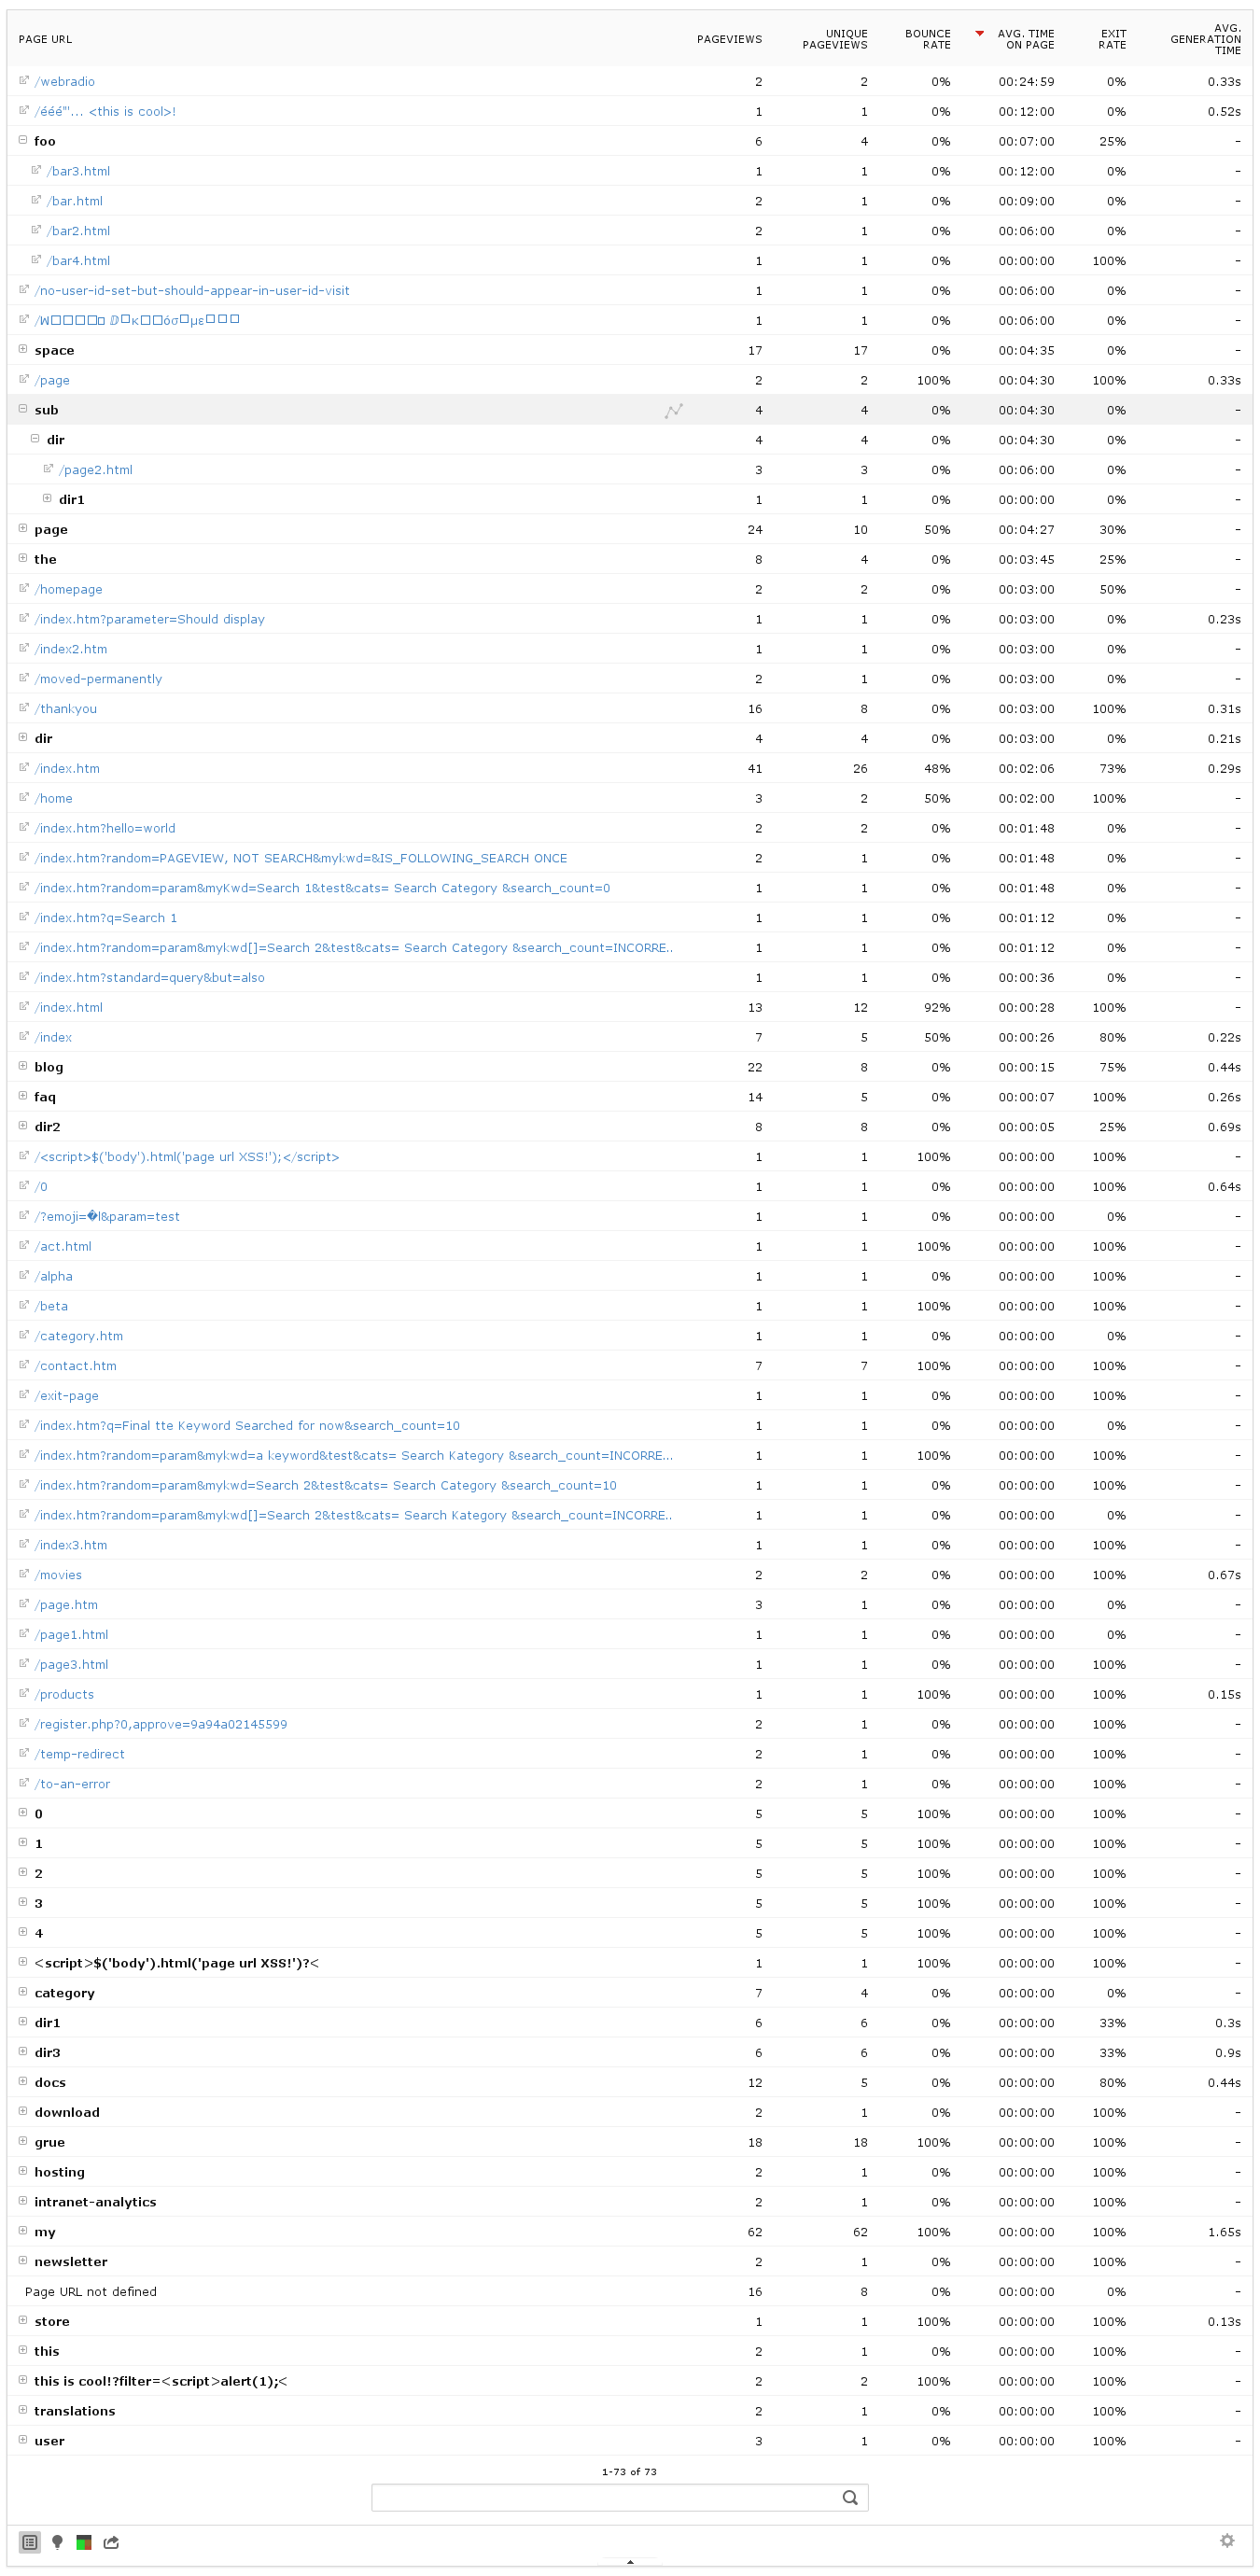 PAGE URL PAGEVIEWS UNIQUE PAGEVIEWS BOUNCE RATE AVG. TIME ON PAGE EXIT RATE AVG. GENERATION TIME
/webradio 2 2 0% 00:24:59 0% 0.33s
/ééé"'... <this is cool>! 1 1 0% 00:12:00 0% 0.52s
foo 6 4 0% 00:07:00 25% -
/bar3.html 1 1 0% 00:12:00 0% -
/bar.html 2 1 0% 00:09:00 0% -
/bar2.html 2 1 0% 00:06:00 0% -
/bar4.html 1 1 0% 00:00:00 100% -
/no-user-id-set-but-should-appear-in-user-id-visit 1 1 0% 00:06:00 0% -
1 1 0% 00:06:00 0% -
space 17 17 0% 00:04:35 0% -
/page 2 2 100% 00:04:30 100% 0.33s
sub 4 4 0% 00:04:30 0% -
dir 4 4 0% 00:04:30 0% -
/page2.html 3 3 0% 00:06:00 0% -
dir1 1 1 0% 00:00:00 0% -
page 24 10 50% 00:04:27 30% -
the 8 4 0% 00:03:45 25% -
/homepage 2 2 0% 00:03:00 50% -
/index.htm?parameter=Should display 1 1 0% 00:03:00 0% 0.23s
/index2.htm 1 1 0% 00:03:00 0% -
/moved-permanently 2 1 0% 00:03:00 0% -
/thankyou 16 8 0% 00:03:00 100% 0.31s
dir 4 4 0% 00:03:00 0% 0.21s
/index.htm 41 26 48% 00:02:06 73% 0.29s
/home 3 2 50% 00:02:00 100% -
/index.htm?hello=world 2 2 0% 00:01:48 0% -
/index.htm?random=PAGEVIEW, NOT SEARCH&mykwd=&IS_FOLLOWING_SEARCH ONCE 2 1 0% 00:01:48 0% -
/index.htm?random=param&myKwd=Search 1&test&cats= Search Category &search_count=0 1 1 0% 00:01:48 0% -
/index.htm?q=Search 1 1 1 0% 00:01:12 0% -
/index.htm?random=param&mykwd[]=Search 2&test&cats= Search Category &search_count=INCORRE.. 1 1 0% 00:01:12 0% -
/index.htm?standard=query&but=also 1 1 0% 00:00:36 0% -
/index.html 13 12 92% 00:00:28 100% -
/index 7 5 50% 00:00:26 80% 0.22s
blog 22 8 0% 00:00:15 75% 0.44s
faq 14 5 0% 00:00:07 100% 0.26s
dir2 8 8 0% 00:00:05 25% 0.69s
/<script>$('body').html('page url XSS!');</script> 1 1 100% 00:00:00 100% -
/0 1 1 0% 00:00:00 100% 0.64s
/?emoji=�l&param=test 1 1 0% 00:00:00 0% -
/act.html 1 1 100% 00:00:00 100% -
/alpha 1 1 0% 00:00:00 100% -
/beta 1 1 100% 00:00:00 100% -
/category.htm 1 1 0% 00:00:00 0% -
/contact.htm 7 7 100% 00:00:00 100% -
/exit-page 1 1 0% 00:00:00 100% -
/index.htm?q=Final tte Keyword Searched for now&search_count=10 1 1 0% 00:00:00 0% -
/index.htm?random=param&mykwd=a keyword&test&cats= Search Kategory &search_count=INCORRE... 1 1 100% 00:00:00 100% -
/index.htm?random=param&mykwd=Search 2&test&cats= Search Category &search_count=10 1 1 0% 00:00:00 100% -
/index.htm?random=param&mykwd[]=Search 2&test&cats= Search Kategory &search_count=INCORRE.. 1 1 0% 00:00:00 0% -
/index3.htm 1 1 0% 00:00:00 100% -
/movies 2 2 0% 00:00:00 100% 0.67s
/page.htm 3 1 0% 00:00:00 0% -
/page1.html 1 1 0% 00:00:00 0% -
/page3.html 1 1 0% 00:00:00 100% -
/products 1 1 100% 00:00:00 100% 0.15s
/register.php?0,approve=9a94a02145599 2 1 0% 00:00:00 100% -
/temp-redirect 2 1 0% 00:00:00 100% -
/to-an-error 2 1 0% 00:00:00 100% -
0 5 5 100% 00:00:00 100% -
1 5 5 100% 00:00:00 100% -
2 5 5 100% 00:00:00 100% -
3 5 5 100% 00:00:00 100% -
4 5 5 100% 00:00:00 100% -
<script>$('body').html('page url XSS!')?< 1 1 100% 00:00:00 100% -
category 7 4 0% 00:00:00 0% -
dir1 6 6 0% 00:00:00 33% 0.3s
dir3 6 6 0% 00:00:00 33% 0.9s
docs 12 5 0% 00:00:00 80% 0.44s
download 2 1 0% 00:00:00 100% -
grue 18 18 100% 00:00:00 100% -
hosting 2 1 0% 00:00:00 100% -
intranet-analytics 2 1 0% 00:00:00 100% -
my 62 62 100% 00:00:00 100% 1.65s
newsletter 2 1 0% 00:00:00 100% -
Page URL not defined 16 8 0% 00:00:00 0% -
store 1 1 100% 00:00:00 100% 0.13s
this 2 1 0% 00:00:00 100% -
this is cool!?filter=<script>alert(1);< 2 2 100% 00:00:00 100% -
translations 2 1 0% 00:00:00 100% -
user 3 1 0% 00:00:00 100% -
1-73 of 73